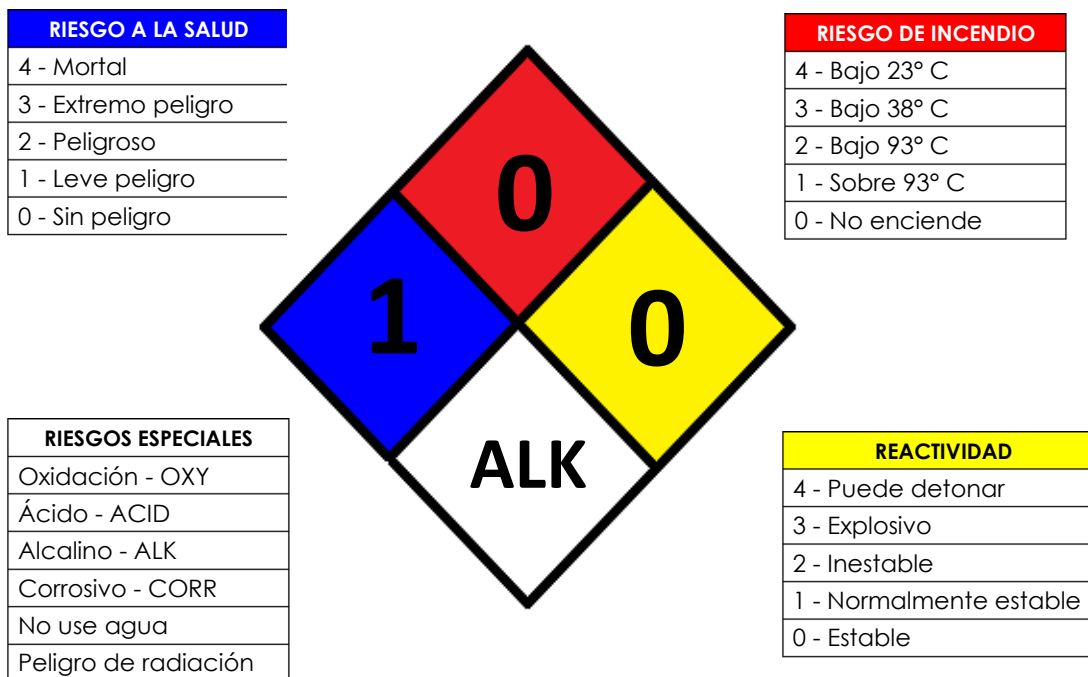 RIESGO A LA SALUD
4 - Mortal
3 - Extremo peligro
2 - Peligroso
1 - Leve peligro
0 - Sin peligro
RIESGO DE INCENDIO
4 - Bajo 23° C
3 - Bajo 38° C
2 - Bajo 93° C
1 - Sobre 93° C
0 - No enciende
0
1
0
ALK
RIESGOS ESPECIALES
Oxidación - OXY
Ácido - ACID
Alcalino - ALK
Corrosivo - CORR
No use agua
Peligro de radiación
REACTIVIDAD
4 - Puede detonar
3 - Explosivo
2 - Inestable
1 - Normalmente estable
0 - Estable